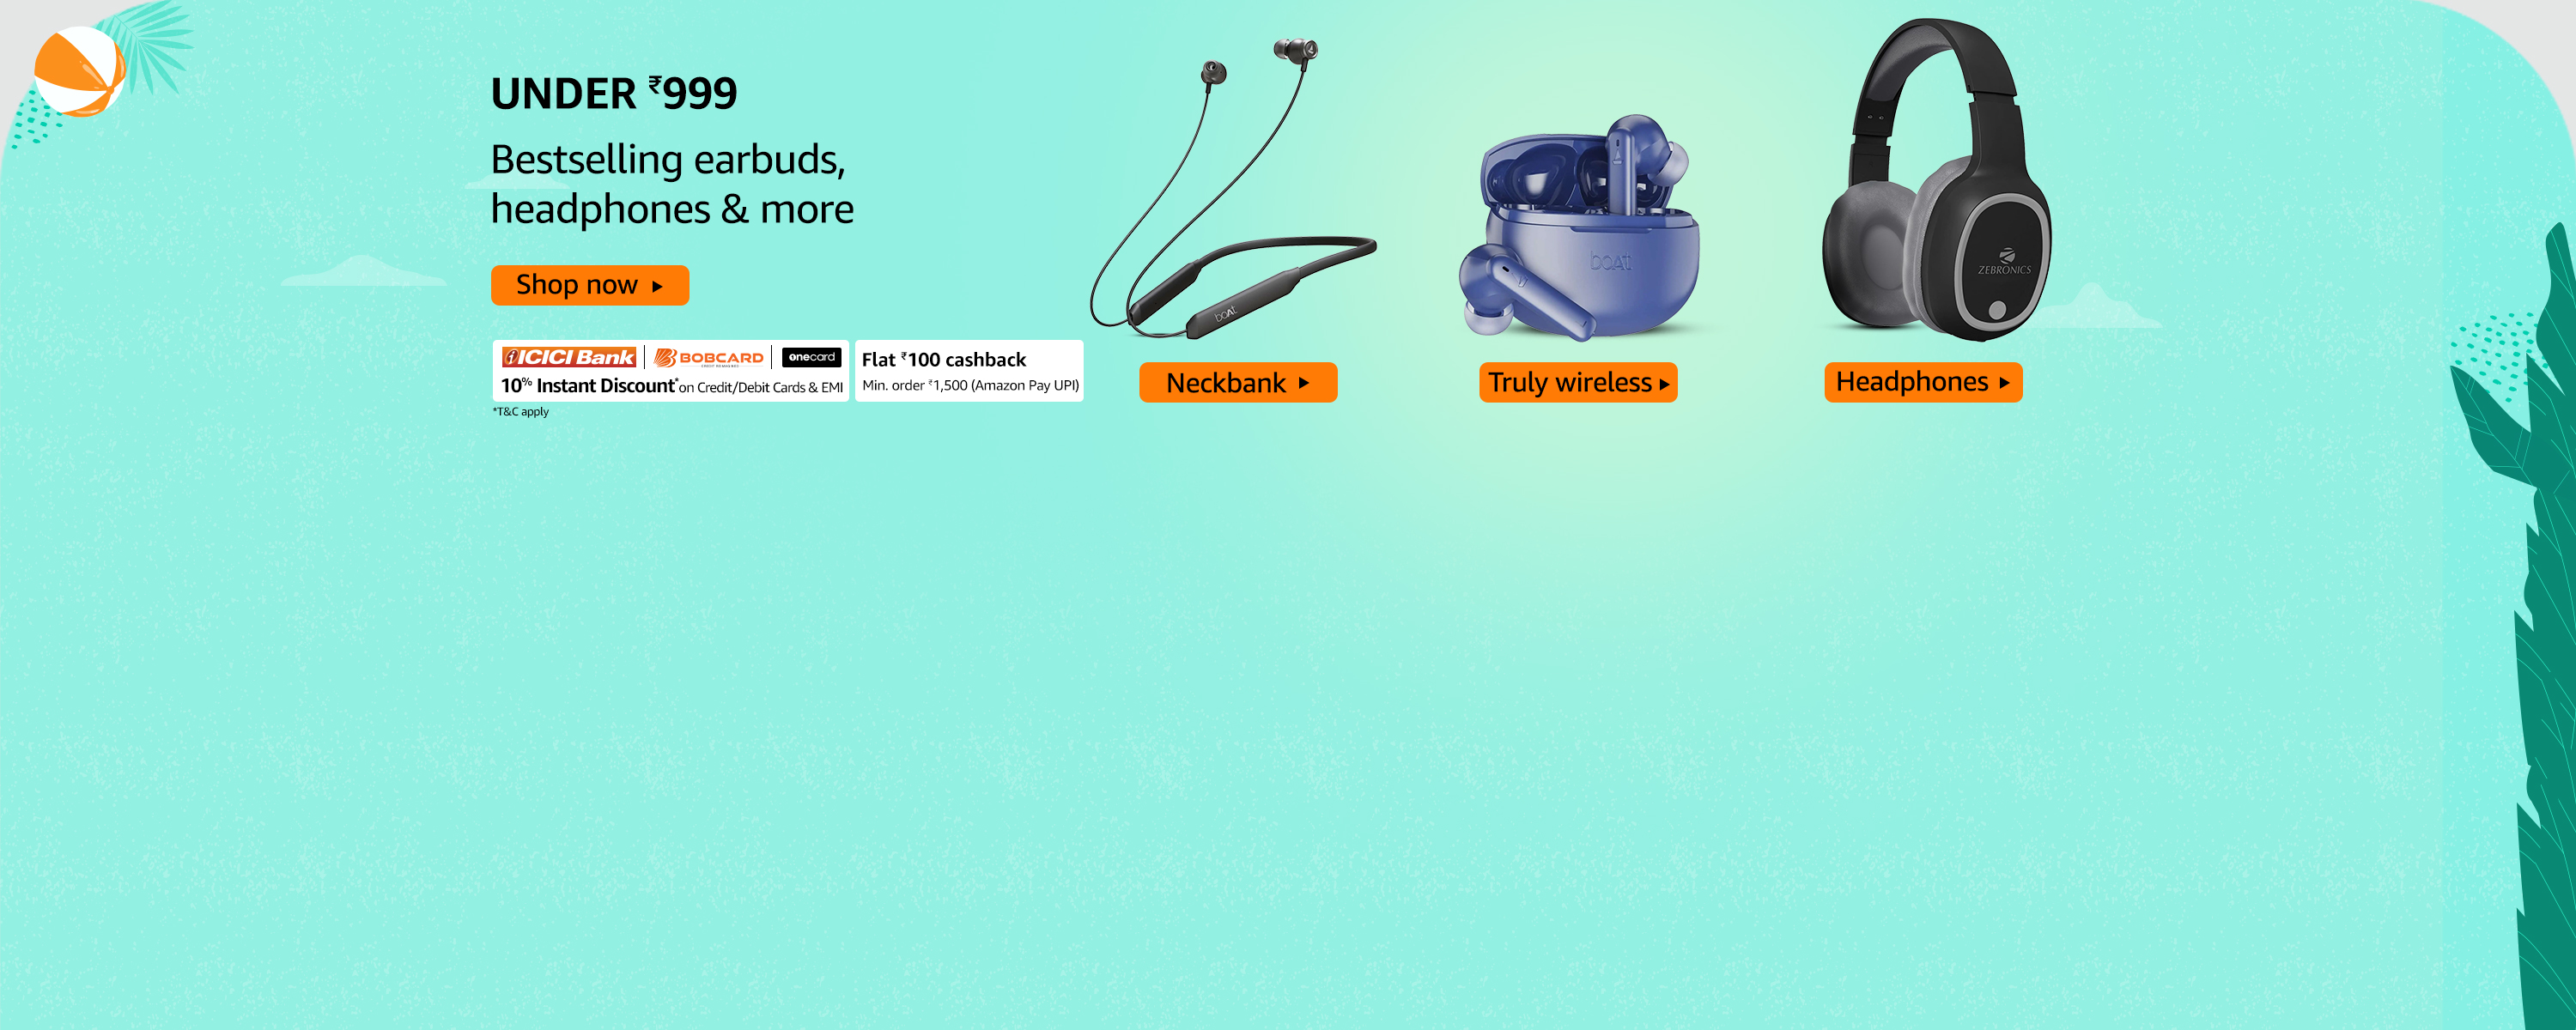 UNDER ₹999
Bestselling earbuds,
headphones & more
Shop now
ICICI Bank
BOBCARD
onecard
10% Instant Discount* on Credit/Debit Cards & EMI
Flat ₹100 cashback
Min. order ₹1,500 (Amazon Pay UPI)
*T&C apply
boAt
Neckbank
boAt
Truly wireless
ZEBRONICS
Headphones